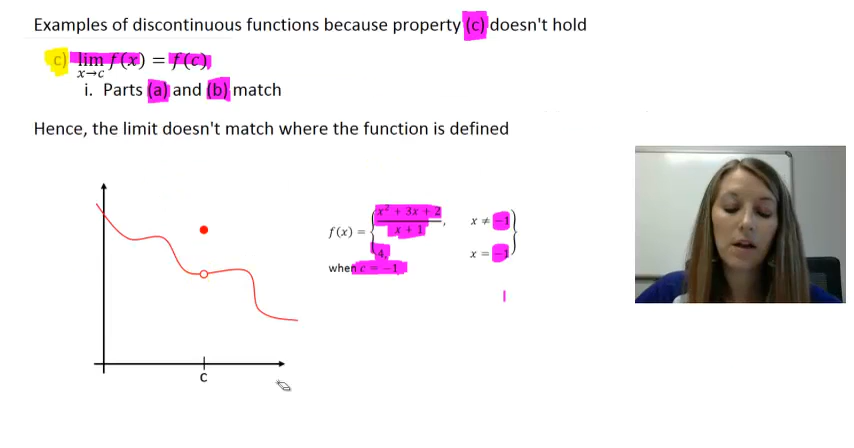 Examples of discontinuous functions because property (c) doesn't hold
c) lim f(x) = f(c)
x→c
i. Parts (a) and (b) match
Hence, the limit doesn't match where the function is defined
f(x) = { x² + 3x + 2 / x + 1, x ≠ −1
4, x = −1 }
when c = −1
c